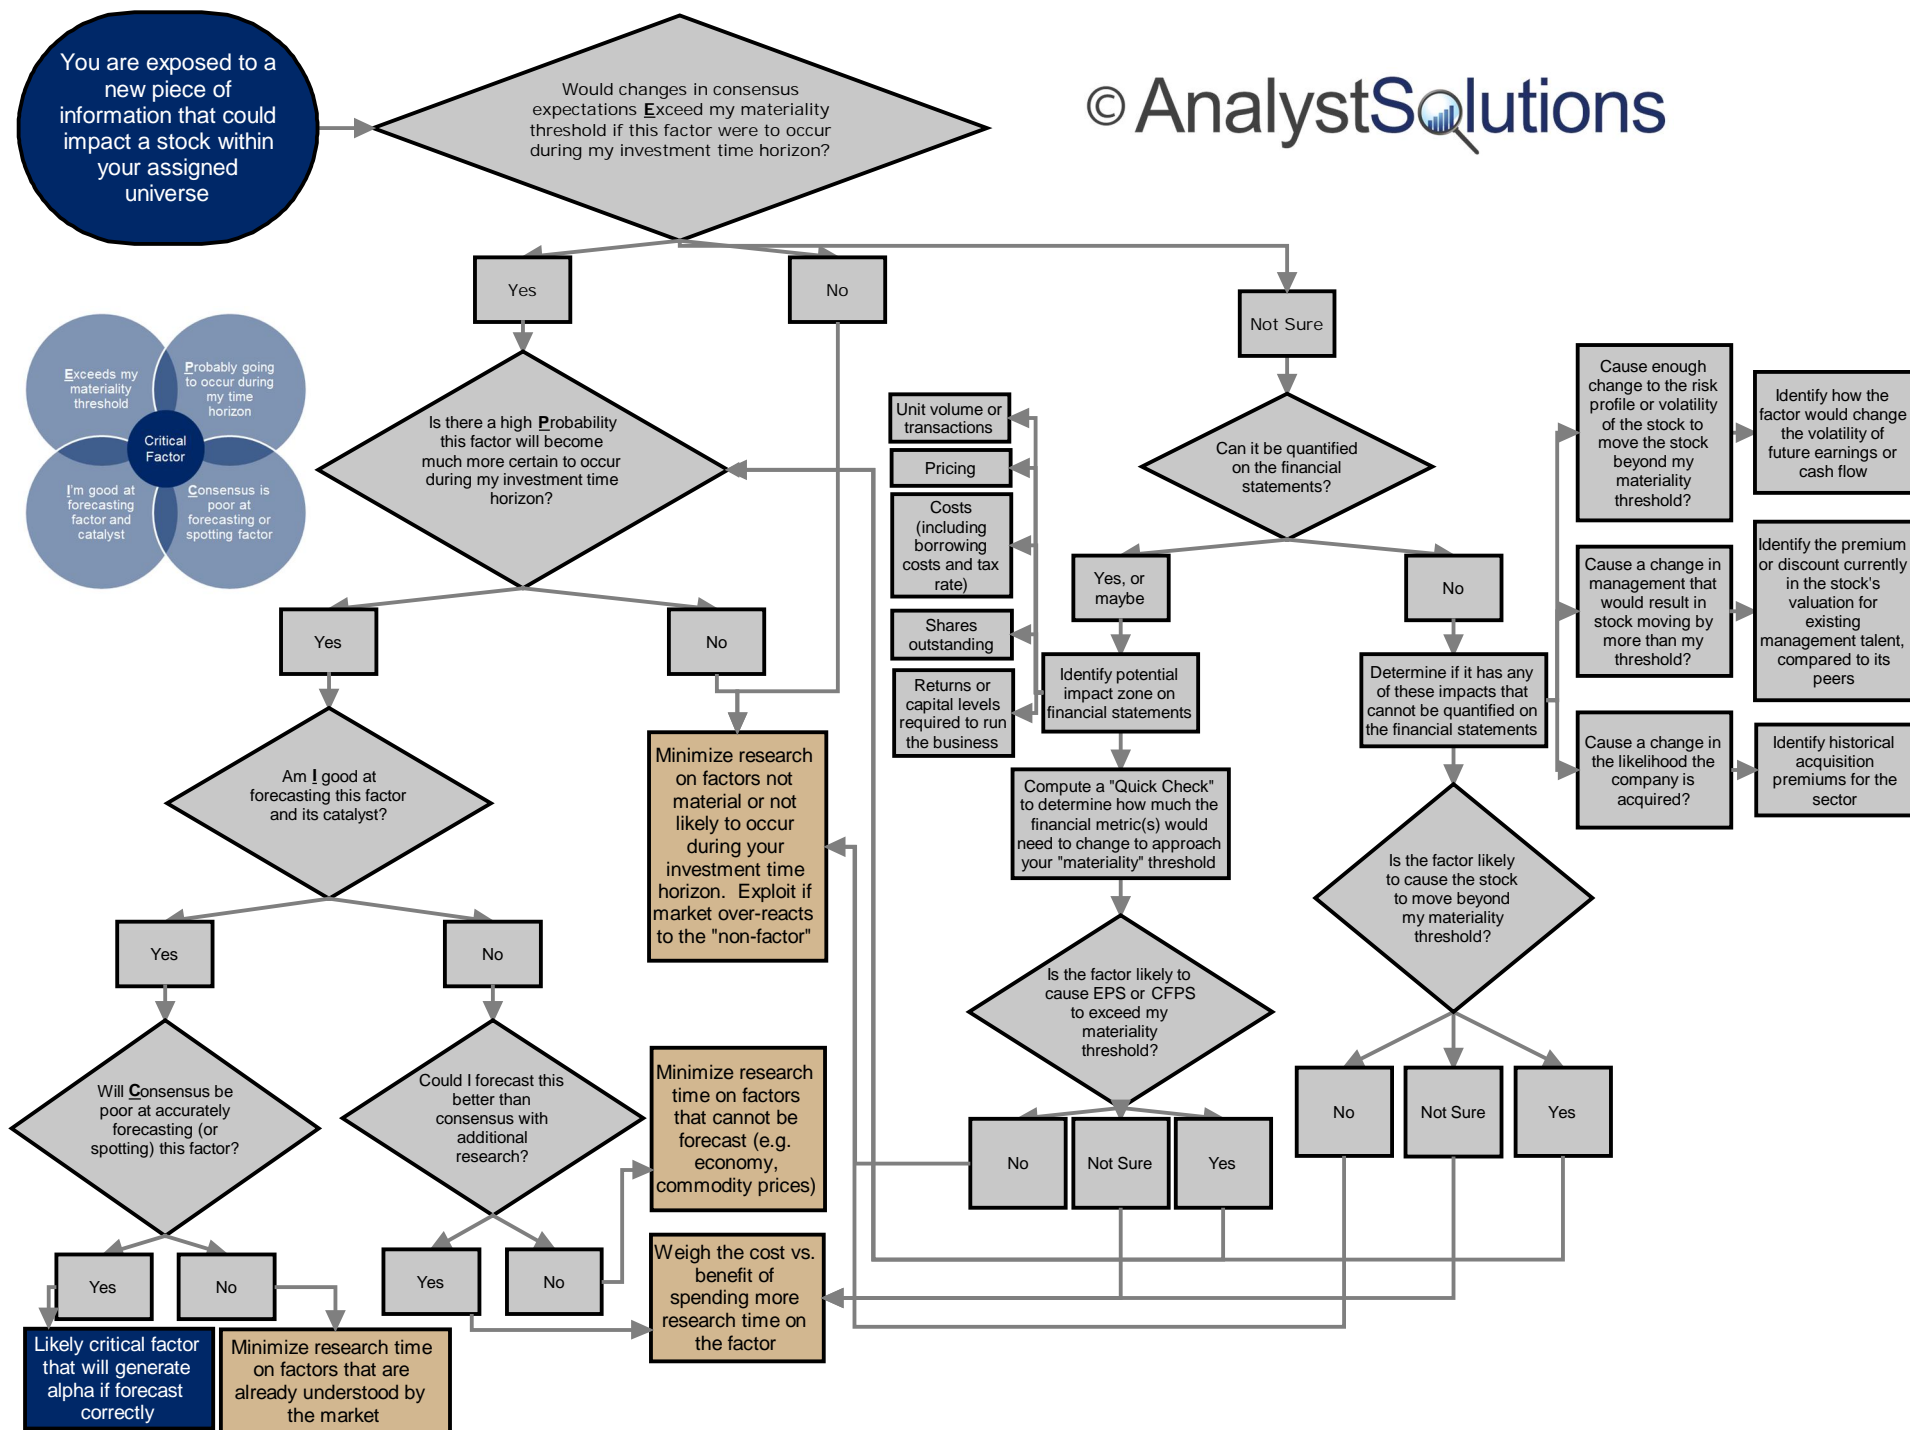 You are exposed to a
new piece of
information that could
impact a stock within
your assigned
universe
Would changes in consensus
expectations Exceed my materiality
threshold if this factor were to occur
during my investment time horizon?
© AnalystSolutions
Yes
No
Not Sure
Exceeds my
materiality
threshold
Probably going
to occur during
my time
horizon
Critical
Factor
I'm good at
forecasting
factor and
catalyst
Consensus is
poor at
forecasting or
spotting factor
Is there a high Probability
this factor will become
much more certain to occur
during my investment time
horizon?
Unit volume or
transactions
Pricing
Costs
(including
borrowing
costs and tax
rate)
Shares
outstanding
Returns or
capital levels
required to run
the business
Can it be quantified
on the financial
statements?
Cause enough
change to the risk
profile or volatility
of the stock to
move the stock
beyond my
materiality
threshold?
Identify how the
factor would change
the volatility of
future earnings or
cash flow
Cause a change in
management that
would result in
stock moving by
more than my
threshold?
Identify the premium
or discount currently
in the stock's
valuation for
existing
management talent,
compared to its
peers
Cause a change in
the likelihood the
company is
acquired?
Identify historical
acquisition
premiums for the
sector
Yes, or
maybe
No
Yes
No
Identify potential
impact zone on
financial statements
Determine if it has any
of these impacts that
cannot be quantified on
the financial statements
Am I good at
forecasting this factor
and its catalyst?
Minimize research
on factors not
material or not
likely to occur
during your
investment time
horizon. Exploit if
market over-reacts
to the "non-factor"
Compute a "Quick Check"
to determine how much the
financial metric(s) would
need to change to approach
your "materiality" threshold
Is the factor likely
to cause the stock
to move beyond
my materiality
threshold?
Yes
No
Is the factor likely to
cause EPS or CFPS
to exceed my
materiality
threshold?
Will Consensus be
poor at accurately
forecasting (or
spotting) this factor?
Could I forecast this
better than
consensus with
additional
research?
Minimize research
time on factors
that cannot be
forecast (e.g.
economy,
commodity prices)
No
Not Sure
Yes
No
Not Sure
Yes
Yes
No
Yes
No
Weigh the cost vs.
benefit of
spending more
research time on
the factor
Likely critical factor
that will generate
alpha if forecast
correctly
Minimize research time
on factors that are
already understood by
the market